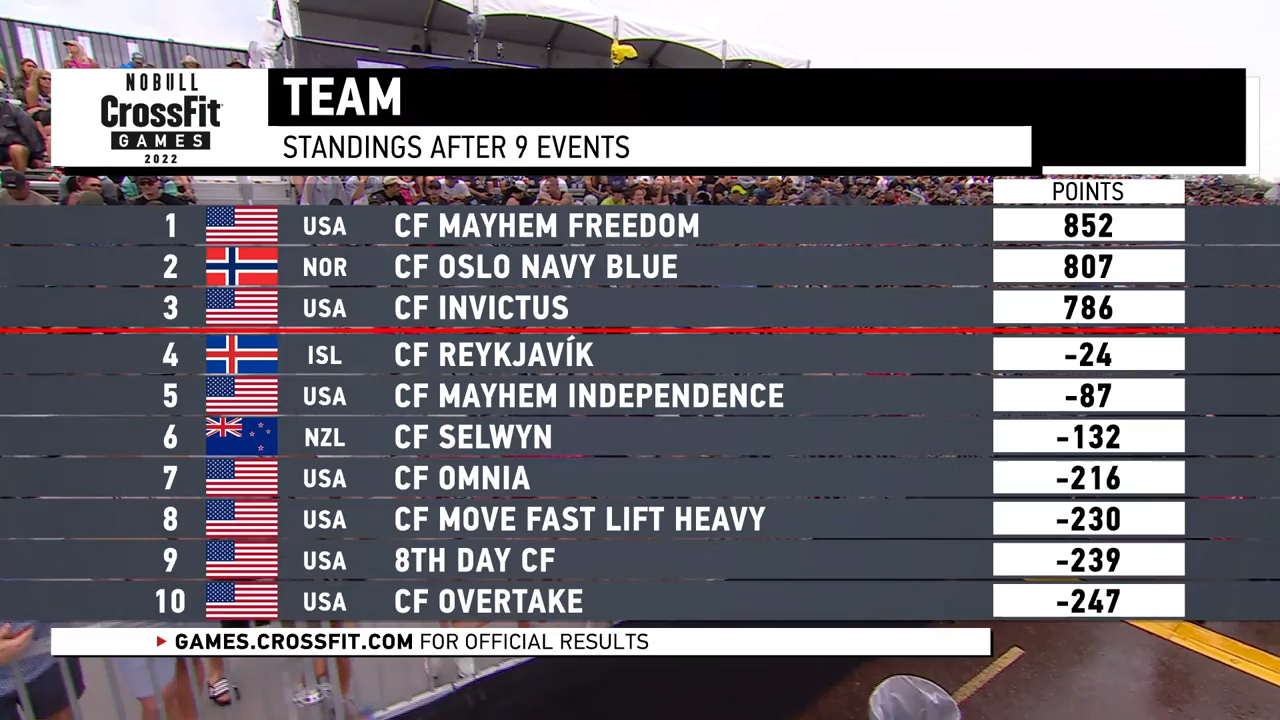 NOBULL
CrossFit
GAMES
2022
TEAM
STANDINGS AFTER 9 EVENTS
POINTS
1 USA CF MAYHEM FREEDOM 852
2 NOR CF OSLO NAVY BLUE 807
3 USA CF INVICTUS 786
4 ISL CF REYKJAVÍK -24
5 USA CF MAYHEM INDEPENDENCE -87
6 NZL CF SELWYN -132
7 USA CF OMNIA -216
8 USA CF MOVE FAST LIFT HEAVY -230
9 USA 8TH DAY CF -239
10 USA CF OVERTAKE -247
GAMES.CROSSFIT.COM FOR OFFICIAL RESULTS